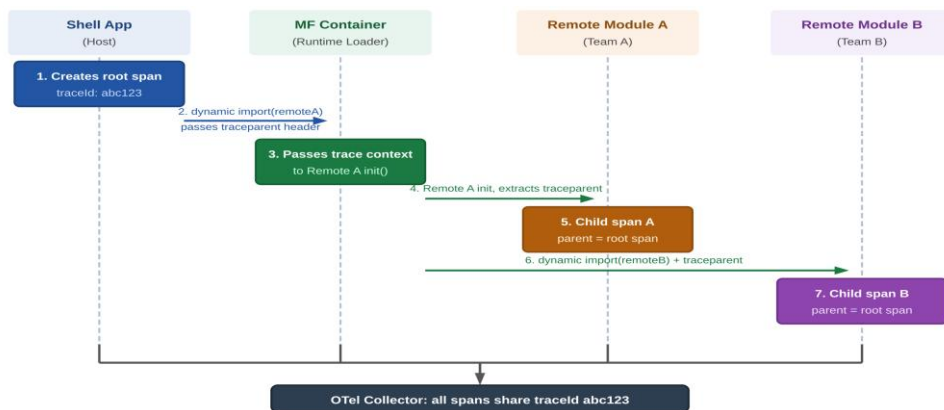 Shell App
(Host)
MF Container
(Runtime Loader)
Remote Module A
(Team A)
Remote Module B
(Team B)
1. Creates root span
traceId: abc123
2. dynamic import(remoteA)
passes traceparent header
3. Passes trace context
to Remote A init()
4. Remote A init, extracts traceparent
5. Child span A
parent = root span
6. dynamic import(remoteB) + traceparent
7. Child span B
parent = root span
OTel Collector: all spans share traceId abc123